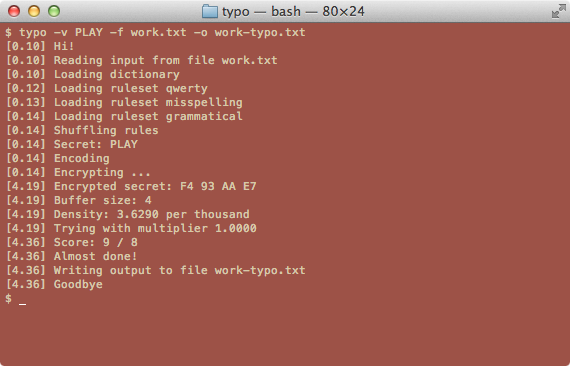 typo — bash — 80×24
$ typo -v PLAY -f work.txt -o work-typo.txt
[0.10] Hi!
[0.10] Reading input from file work.txt
[0.10] Loading dictionary
[0.12] Loading ruleset qwerty
[0.13] Loading ruleset misspelling
[0.14] Loading ruleset grammatical
[0.14] Shuffling rules
[0.14] Secret: PLAY
[0.14] Encoding
[0.14] Encrypting ...
[4.19] Encrypted secret: F4 93 AA E7
[4.19] Buffer size: 4
[4.19] Density: 3.6290 per thousand
[4.19] Trying with multiplier 1.0000
[4.36] Score: 9 / 8
[4.36] Almost done!
[4.36] Writing output to file work-typo.txt
[4.36] Goodbye
$ _